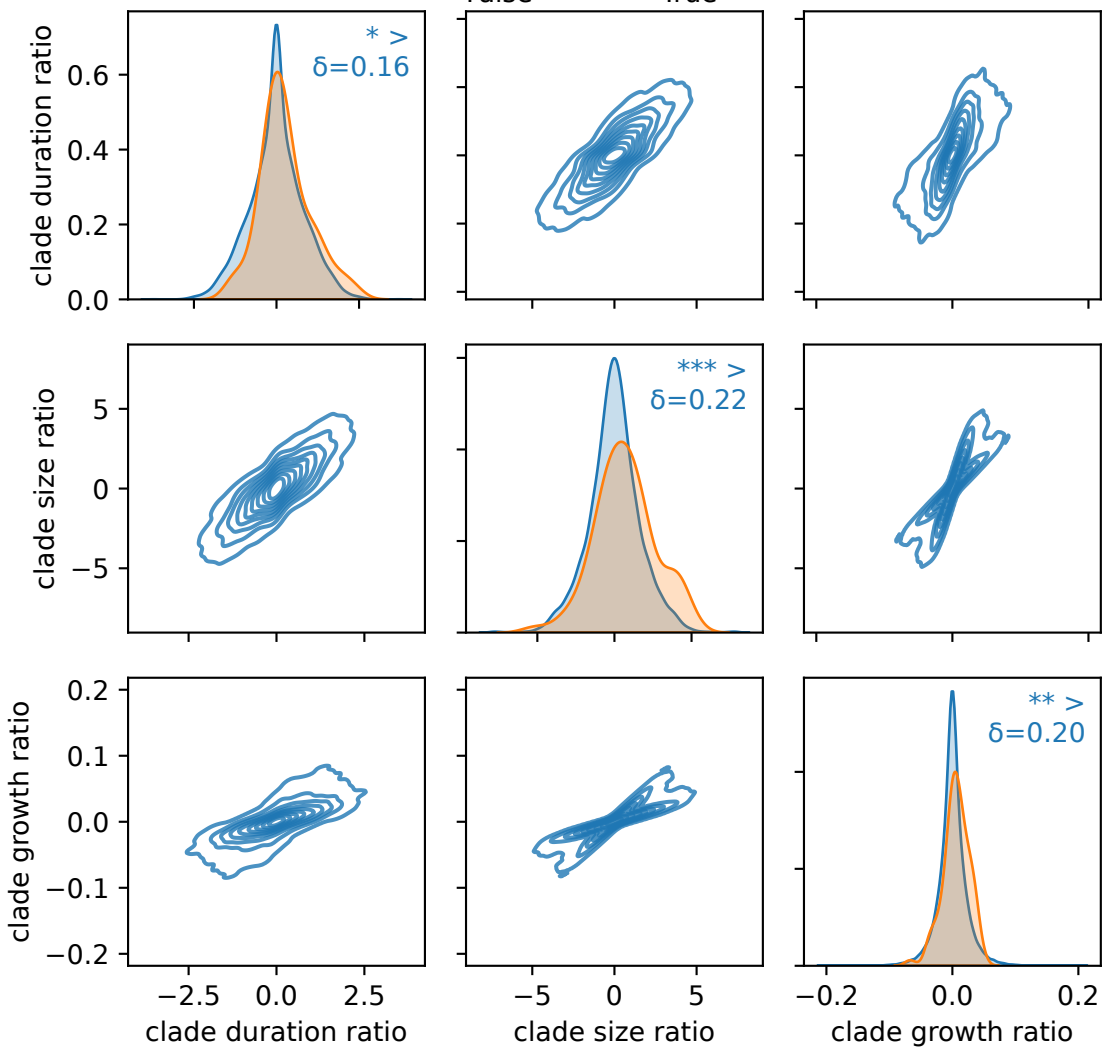 True
* >
δ=0.16
clade duration ratio
0.6
0.4
0.2
0.0
*** >
δ=0.22
clade size ratio
5
0
−5
** >
δ=0.20
clade growth ratio
0.2
0.1
0.0
−0.1
−0.2
−2.5 0.0 2.5 −5 0 5 −0.2 0.0 0.2
clade duration ratio clade size ratio clade growth ratio